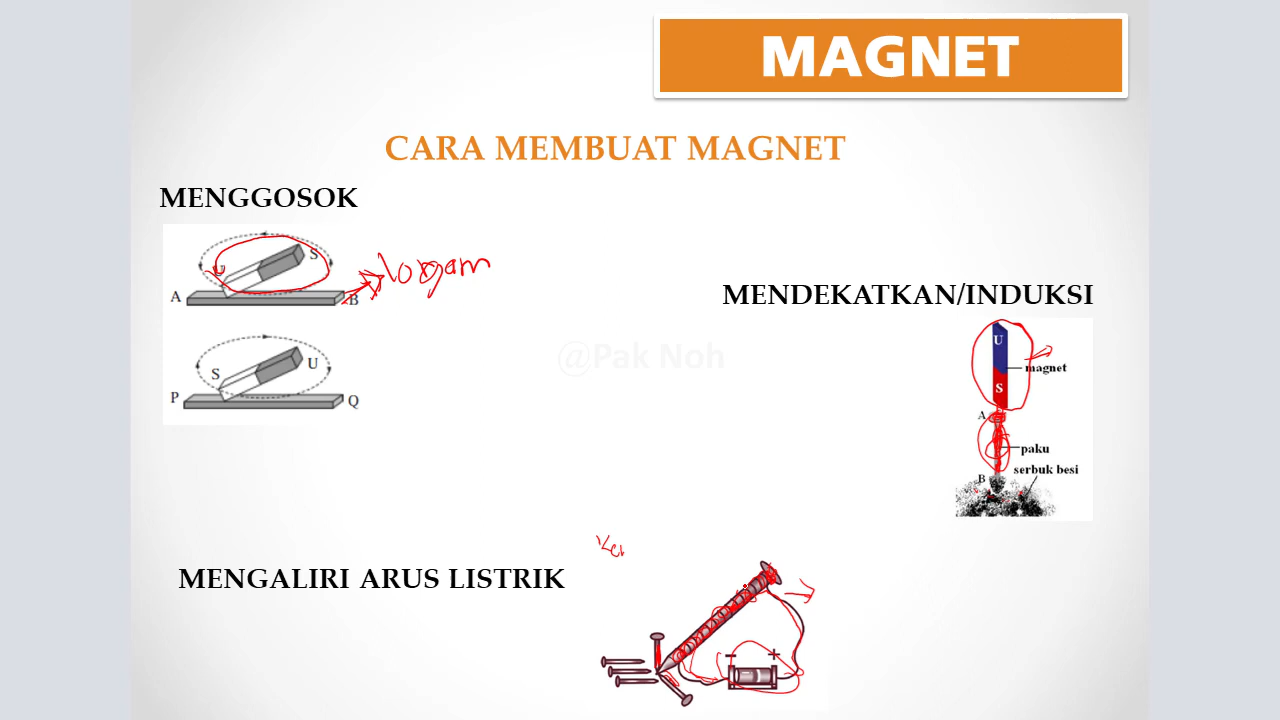 MAGNET
CARA MEMBUAT MAGNET
MENGGOSOK
U
S
A
B
logam
S
U
P
Q
@Pak Noh
MENDEKATKAN/INDUKSI
U
magnet
S
A
paku
serbuk besi
B
MENGALIRI ARUS LISTRIK
- +